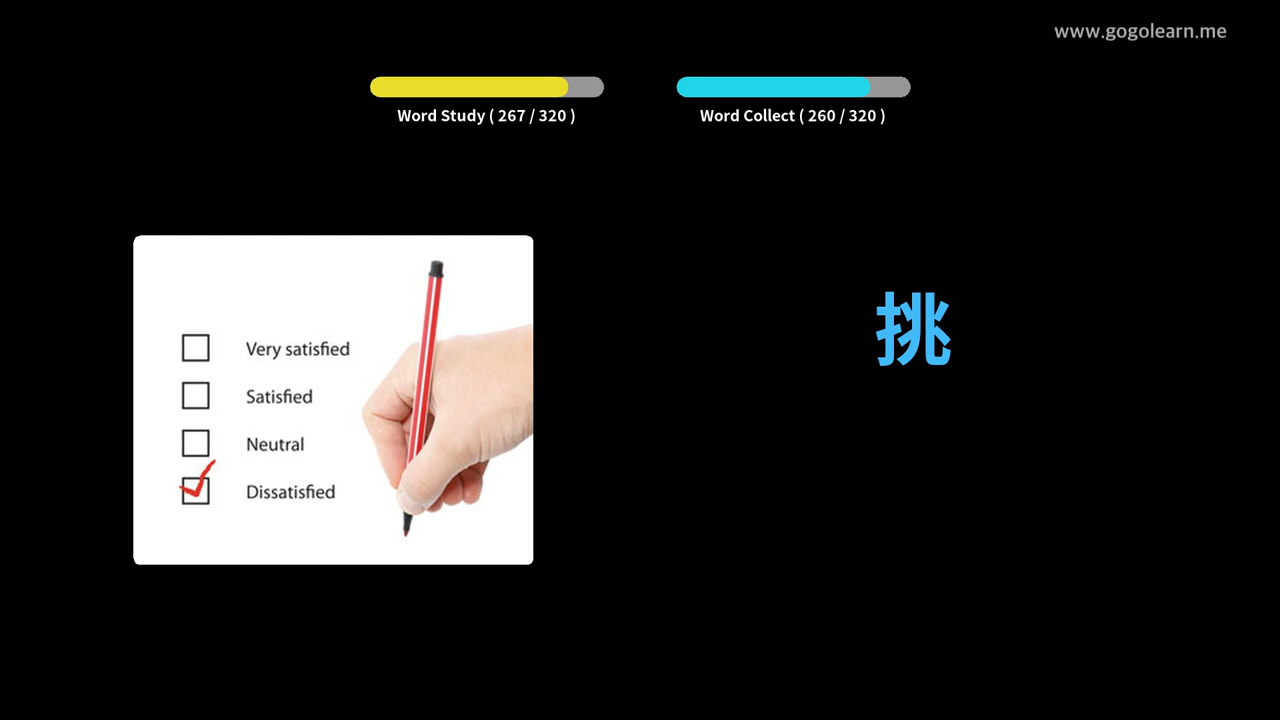 www.gogolearn.me
Word Study ( 267 / 320 )
Word Collect ( 260 / 320 )
挑
Very satisfied
Satisfied
Neutral
Dissatisfied